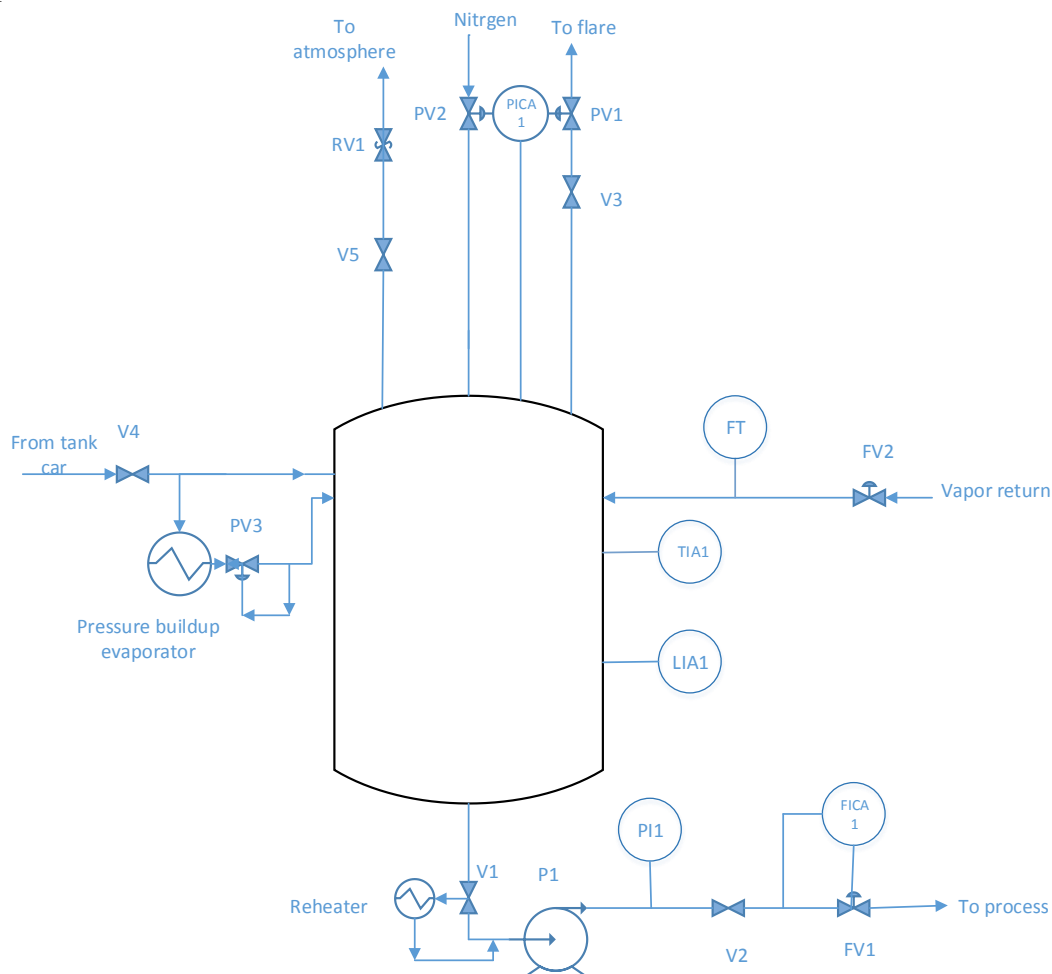 To
atmosphere
Nitrgen
To flare
PV2
PICA
1
PV1
RV1
V3
V5
From tank
car
V4
FT
FV2
Vapor return
PV3
TIA1
Pressure buildup
evaporator
LIA1
PI1
FICA
1
V1
P1
Reheater
To process
V2
FV1